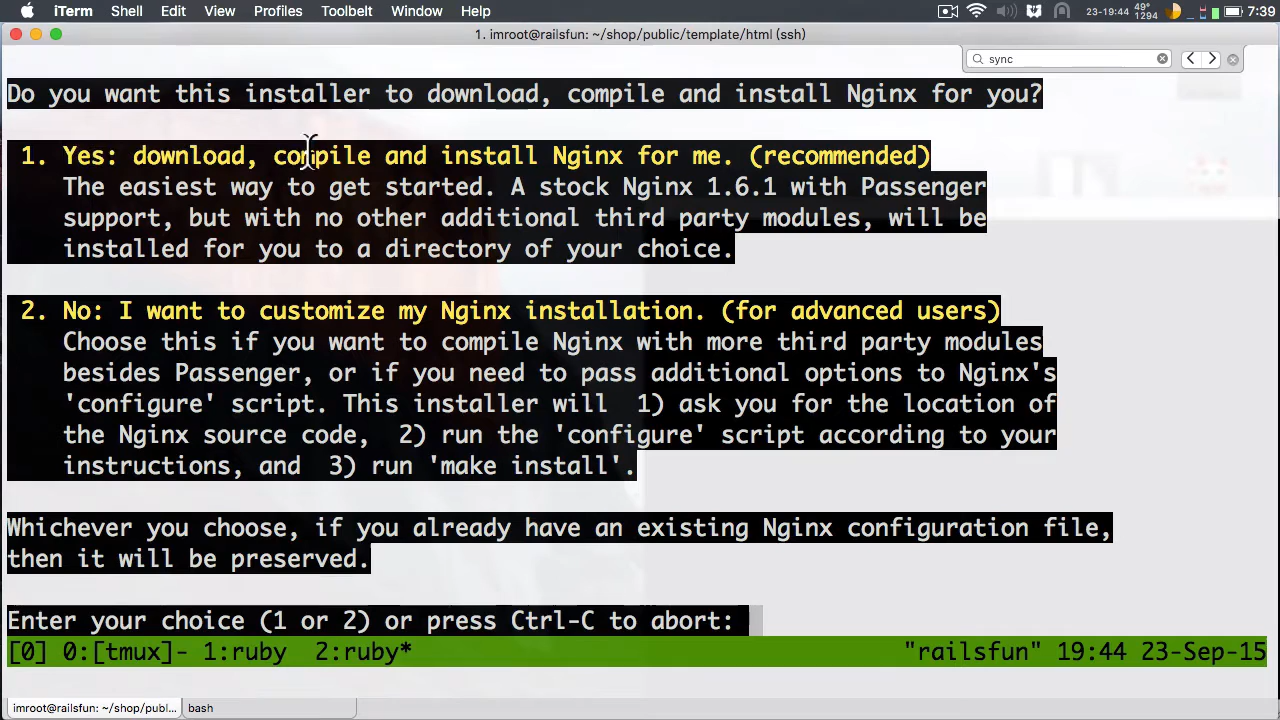 iTerm Shell Edit View Profiles Toolbelt Window Help 23-19:44 49° 1294 7:39
1. imroot@railsfun: ~/shop/public/template/html (ssh)
sync
Do you want this installer to download, compile and install Nginx for you?
1. Yes: download, compile and install Nginx for me. (recommended)
The easiest way to get started. A stock Nginx 1.6.1 with Passenger
support, but with no other additional third party modules, will be
installed for you to a directory of your choice.
2. No: I want to customize my Nginx installation. (for advanced users)
Choose this if you want to compile Nginx with more third party modules
besides Passenger, or if you need to pass additional options to Nginx's
'configure' script. This installer will  1) ask you for the location of
the Nginx source code,  2) run the 'configure' script according to your
instructions, and  3) run 'make install'.
Whichever you choose, if you already have an existing Nginx configuration file,
then it will be preserved.
Enter your choice (1 or 2) or press Ctrl-C to abort:
[0] 0:[tmux]- 1:ruby  2:ruby* "railsfun" 19:44 23-Sep-15
imroot@railsfun: ~/shop/publ... bash